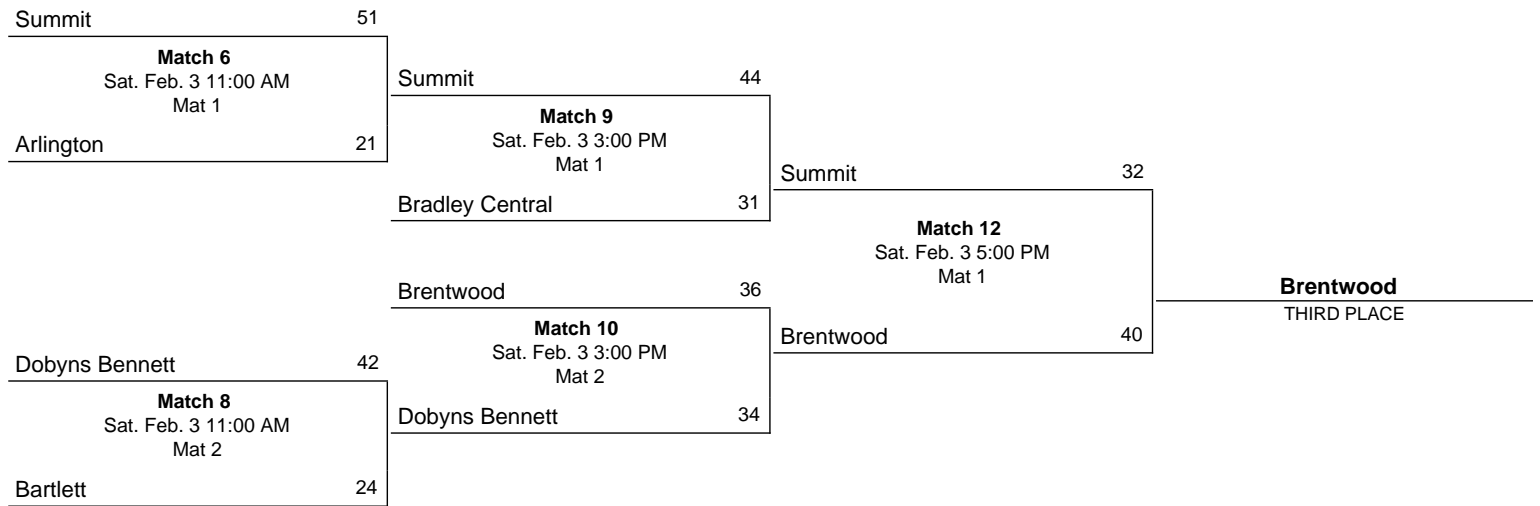 Summit 51
Match 6
Sat. Feb. 3 11:00 AM
Mat 1
Arlington 21
Summit 44
Match 9
Sat. Feb. 3 3:00 PM
Mat 1
Bradley Central 31
Summit 32
Match 12
Sat. Feb. 3 5:00 PM
Mat 1
Brentwood 40
Brentwood
THIRD PLACE
Brentwood 36
Match 10
Sat. Feb. 3 3:00 PM
Mat 2
Dobyns Bennett 34
Dobyns Bennett 42
Match 8
Sat. Feb. 3 11:00 AM
Mat 2
Bartlett 24